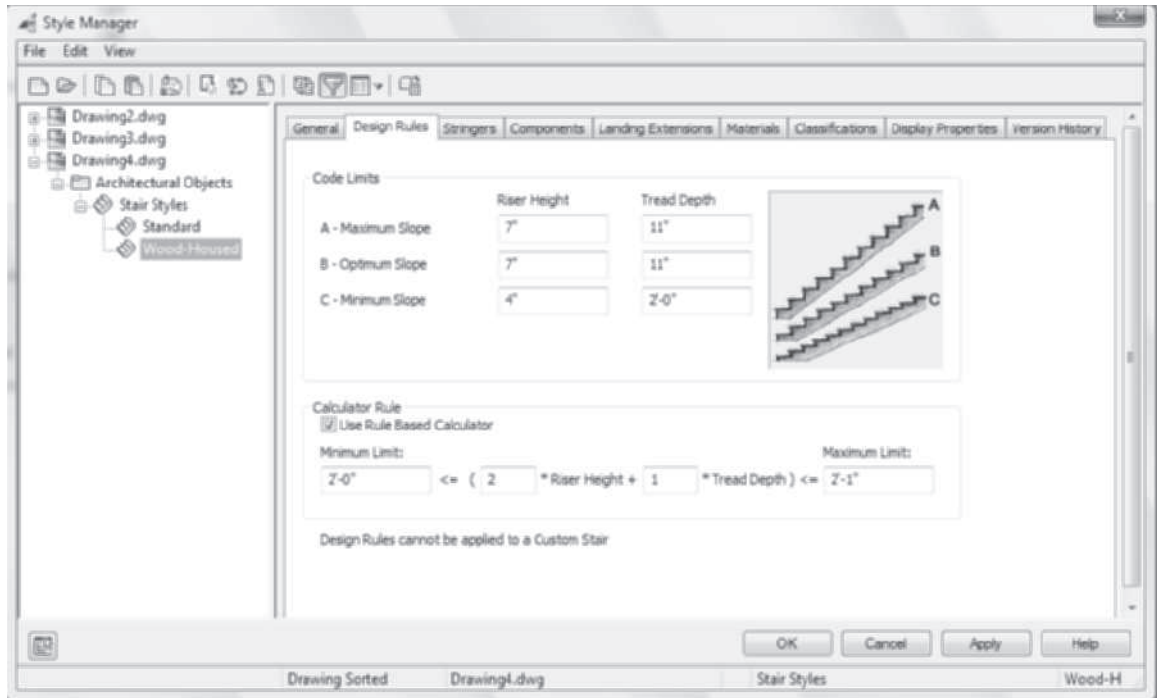 Style Manager
File Edit View
Drawing2.dwg
Drawing3.dwg
Drawing4.dwg
Architectural Objects
Stair Styles
Standard
Wood-Housed
General Design Rules Stringers Components Landing Extensions Materials Classifications Display Properties Version History
Code Limits
Riser Height Tread Depth
A - Maximum Slope 7" 11"
B - Optimum Slope 7" 11"
C - Minimum Slope 4" 2'-0"
A
B
C
Calculator Rule
Use Rule Based Calculator
Minimum Limit: Maximum Limit:
2'-0" <= ( 2 * Riser Height + 1 * Tread Depth ) <= 2'-1"
Design Rules cannot be applied to a Custom Stair
OK Cancel Apply Help
Drawing Sorted Drawing4.dwg Stair Styles Wood-H